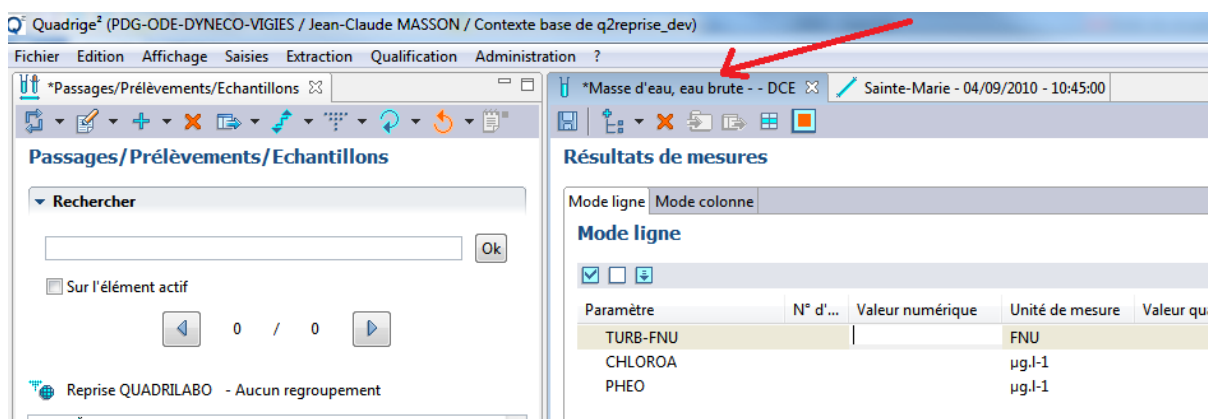 Quadrige² (PDG-ODE-DYNECO-VIGIES / Jean-Claude MASSON / Contexte base de q2reprise_dev)
Fichier Edition Affichage Saisies Extraction Qualification Administration ?
*Passages/Prélèvements/Echantillons
*Masse d'eau, eau brute - - DCE
Sainte-Marie - 04/09/2010 - 10:45:00
Passages/Prélèvements/Echantillons
Rechercher
Ok
Sur l'élément actif
0 / 0
Reprise QUADRILABO - Aucun regroupement
Résultats de mesures
Mode ligne Mode colonne
Mode ligne
Paramètre N° d'... Valeur numérique Unité de mesure Valeur qua
TURB-FNU FNU
CHLOROA µg.l-1
PHEO µg.l-1